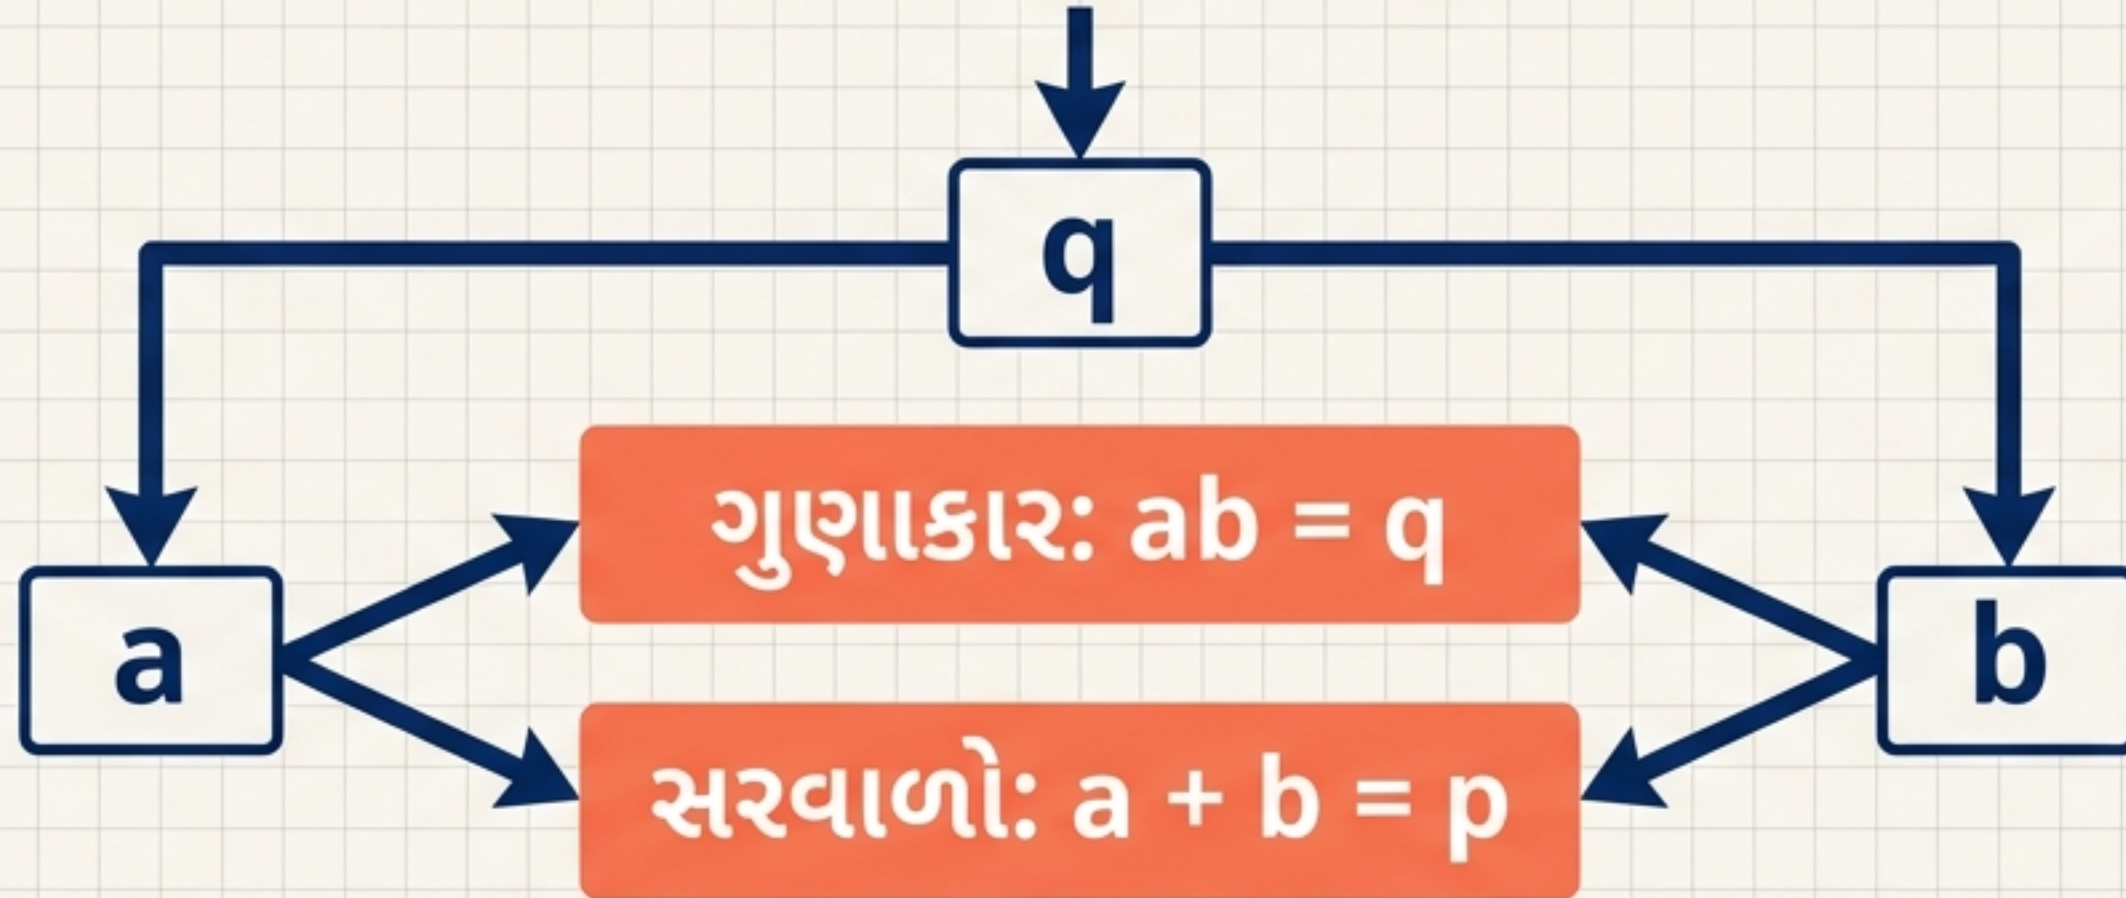 q
ગુણાકાર: ab = q
a
b
સરવાળો: a + b = p